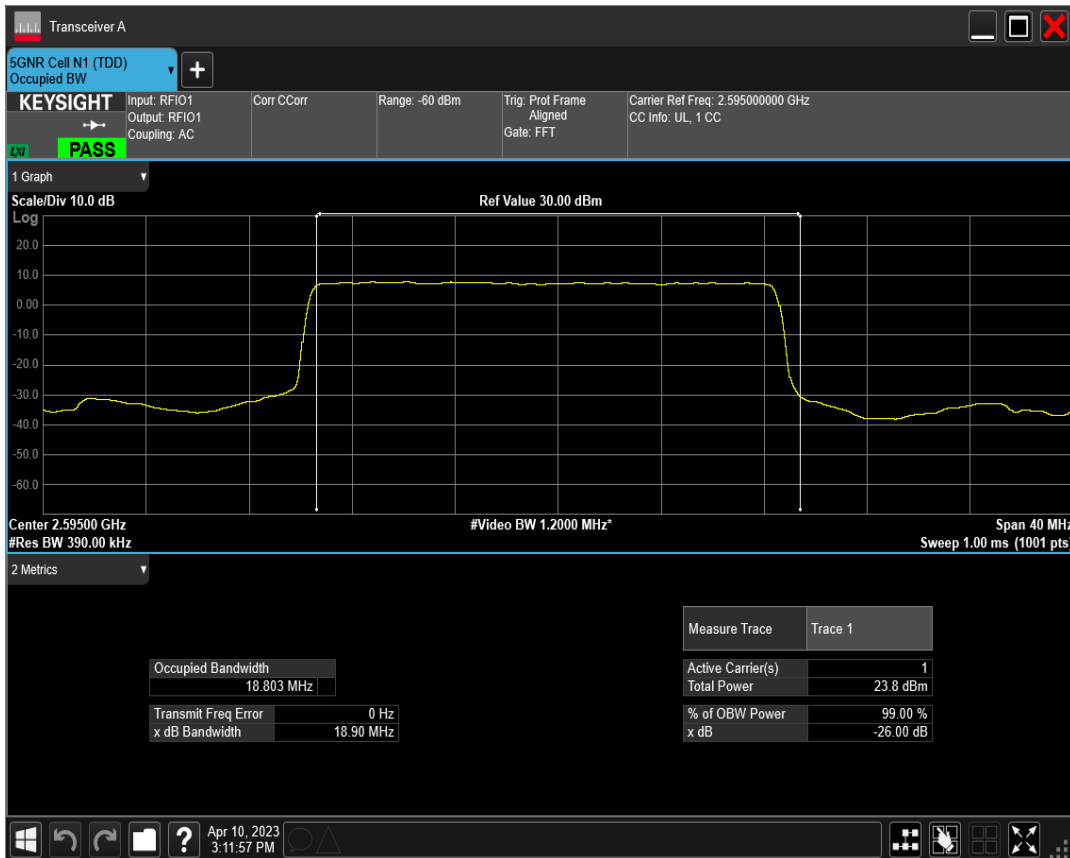 Transceiver A
5GNR Cell N1 (TDD)
Occupied BW
KEYSIGHT
LXI
PASS
Input: RFIO1
Output: RFIO1
Coupling: AC
Corr CCorr
Range: -60 dBm
Trig: Prot Frame
Aligned
Gate: FFT
Carrier Ref Freq: 2.595000000 GHz
CC Info: UL, 1 CC
1 Graph
Scale/Div 10.0 dB
Ref Value 30.00 dBm
Log
20.0
10.0
0.00
-10.0
-20.0
-30.0
-40.0
-50.0
-60.0
Center 2.59500 GHz
#Video BW 1.2000 MHz*
Span 40 MHz
#Res BW 390.00 kHz
Sweep 1.00 ms (1001 pts)
2 Metrics
Measure Trace Trace 1
Occupied Bandwidth
18.803 MHz
Active Carrier(s) 1
Total Power 23.8 dBm
Transmit Freq Error 0 Hz
x dB Bandwidth 18.90 MHz
% of OBW Power 99.00 %
x dB -26.00 dB
?
Apr 10, 2023
3:11:57 PM